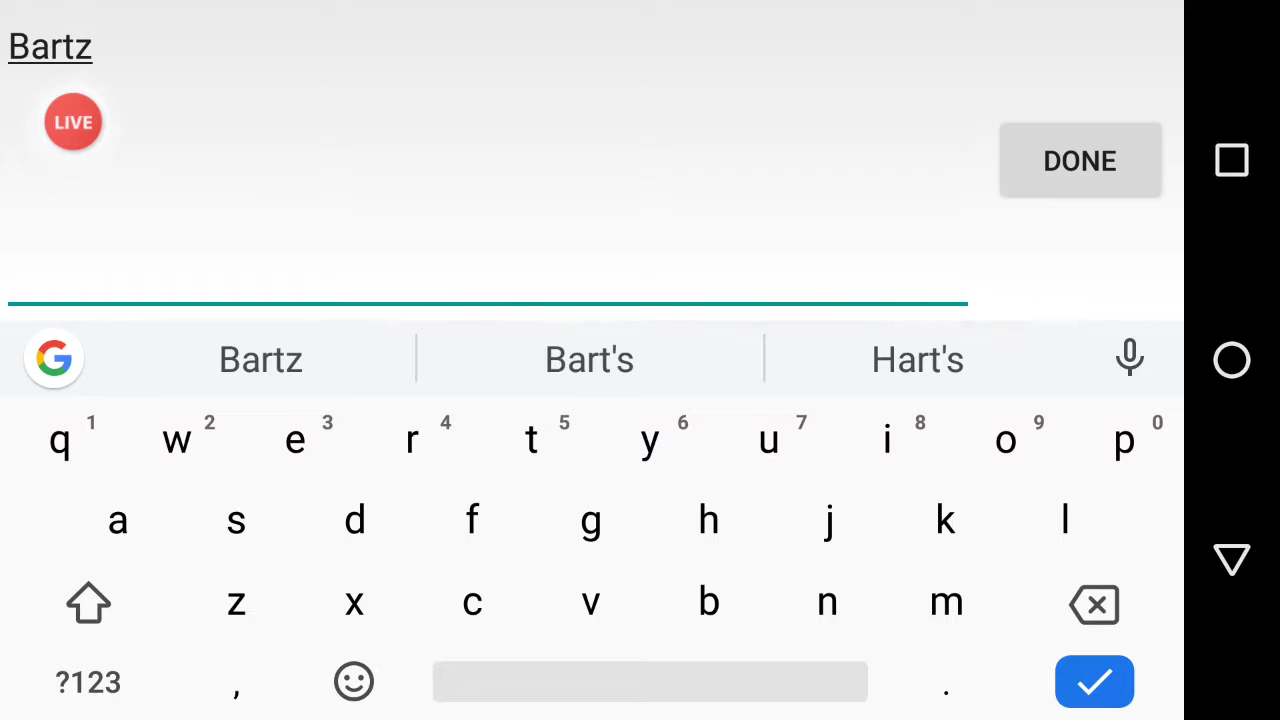 Bartz
LIVE
DONE
Bartz Bart's Hart's
q 1 w 2 e 3 r 4 t 5 y 6 u 7 i 8 o 9 p 0
a s d f g h j k l
z x c v b n m
?123 , .